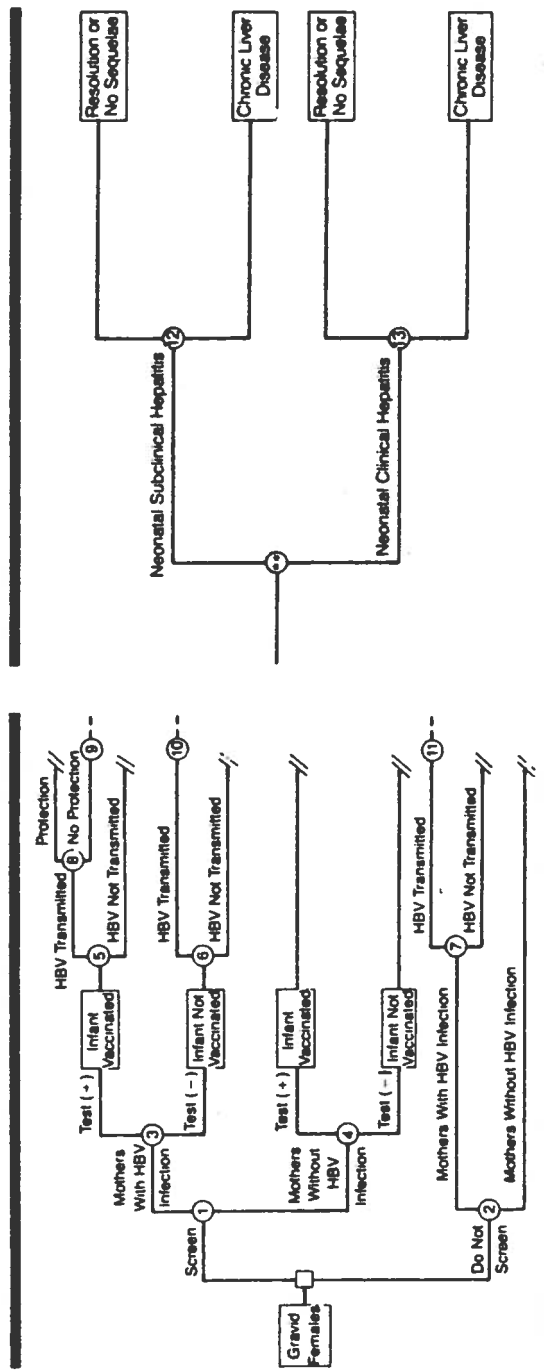 Gravid
Females
Screen
Do Not
Screen
1
2
Mothers
With HBV
Infection
Mothers
Without
HBV
Infection
Mothers With HBV Infection
Mothers Without HBV Infection
3
4
Test (+)
Test (−)
Test (+)
Test (−)
Infant
Vaccinated
Infant Not
Vaccinated
Infant
Vaccinated
Infant Not
Vaccinated
5
6
7
HBV Transmitted
HBV Not Transmitted
HBV Transmitted
HBV Not Transmitted
HBV Transmitted
HBV Not Transmitted
8
Protection
No Protection
9
10
11
**
Neonatal Subclinical Hepatitis
Neonatal Clinical Hepatitis
12
13
Resolution or
No Sequelae
Chronic Liver
Disease
Resolution or
No Sequelae
Chronic Liver
Disease